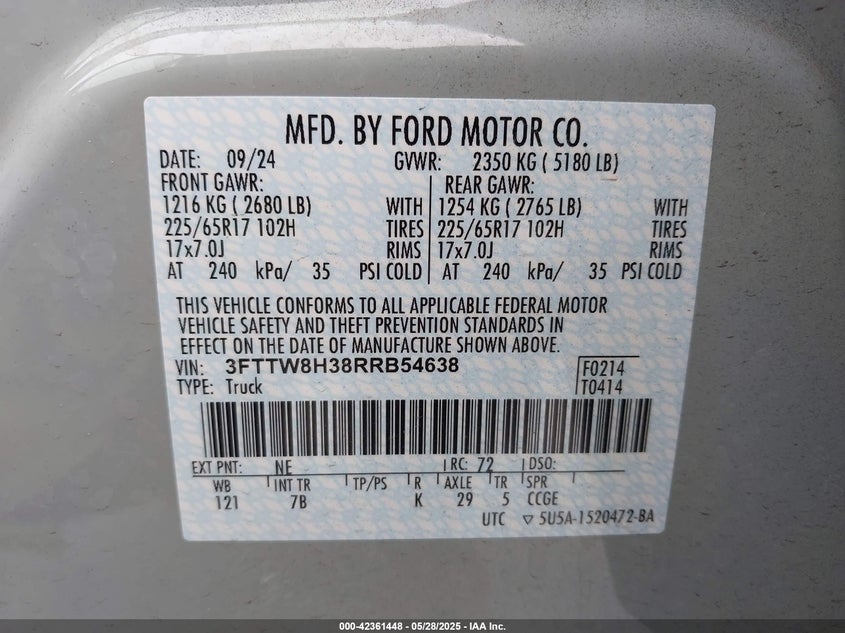 MFD. BY FORD MOTOR CO.
DATE: 09/24 GVWR: 2350 KG ( 5180 LB)
FRONT GAWR: REAR GAWR:
1216 KG ( 2680 LB) WITH 1254 KG ( 2765 LB) WITH
225/65R17 102H TIRES 225/65R17 102H TIRES
17x7.0J RIMS 17x7.0J RIMS
AT 240 kPa/ 35 PSI COLD AT 240 kPa/ 35 PSI COLD
THIS VEHICLE CONFORMS TO ALL APPLICABLE FEDERAL MOTOR
VEHICLE SAFETY AND THEFT PREVENTION STANDARDS IN
EFFECT ON THE DATE OF MANUFACTURE SHOWN ABOVE.
VIN: 3FTTW8H38RRB54638 F0214
TYPE: Truck T0414
EXT PNT: NE RC: 72 DSO:
WB INT TR TP/PS R AXLE TR SPR
121 7B K 29 5 CCGE
UTC ▽ 5U5A-1520472-BA
000-42361448 - 05/28/2025 - IAA Inc.